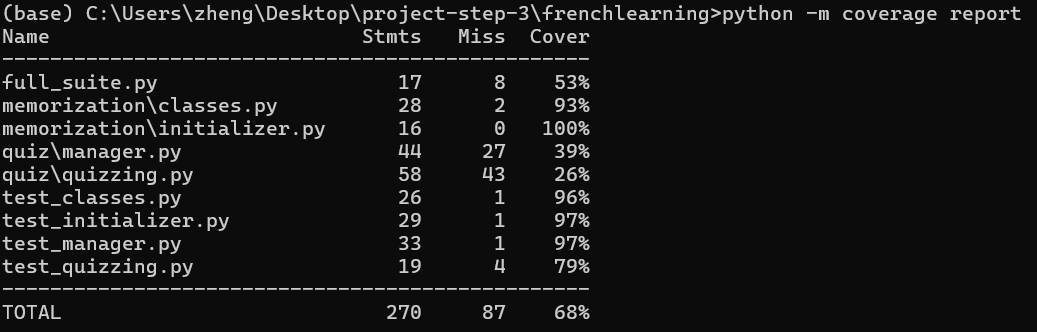 (base) C:\Users\zheng\Desktop\project-step-3\frenchlearning>python -m coverage report
Name                          Stmts   Miss  Cover
-------------------------------------------------
full_suite.py                    17      8    53%
memorization\classes.py          28      2    93%
memorization\initializer.py      16      0   100%
quiz\manager.py                  44     27    39%
quiz\quizzing.py                 58     43    26%
test_classes.py                  26      1    96%
test_initializer.py              29      1    97%
test_manager.py                  33      1    97%
test_quizzing.py                 19      4    79%
-------------------------------------------------
TOTAL                           270     87    68%